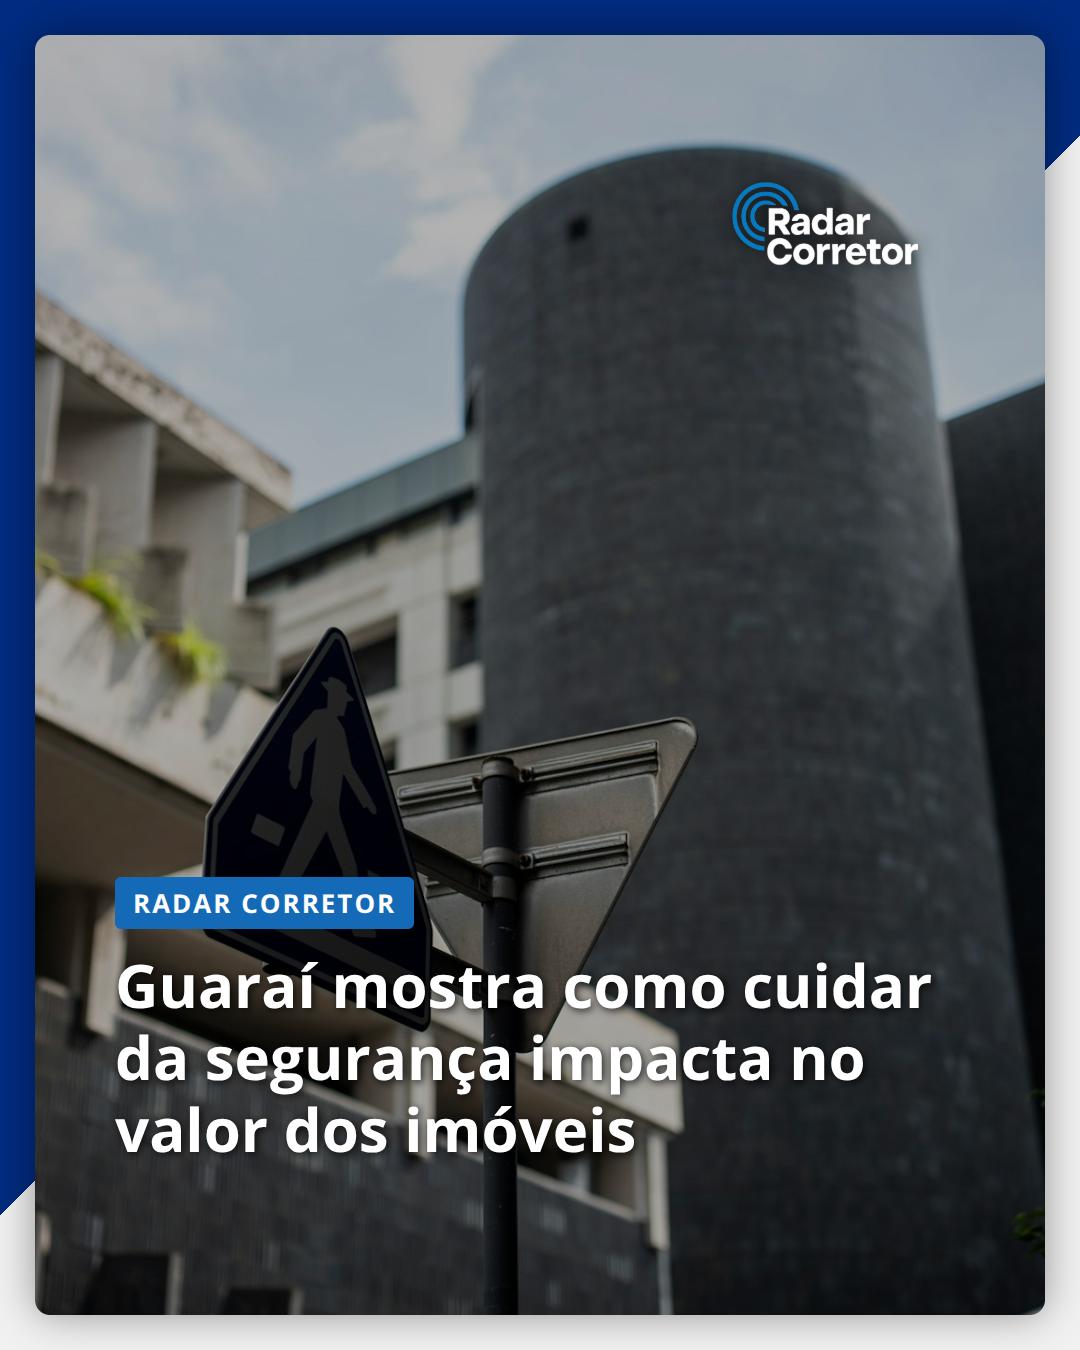 Radar
Corretor
RADAR CORRETOR
Guaraí mostra como cuidar
da segurança impacta no
valor dos imóveis